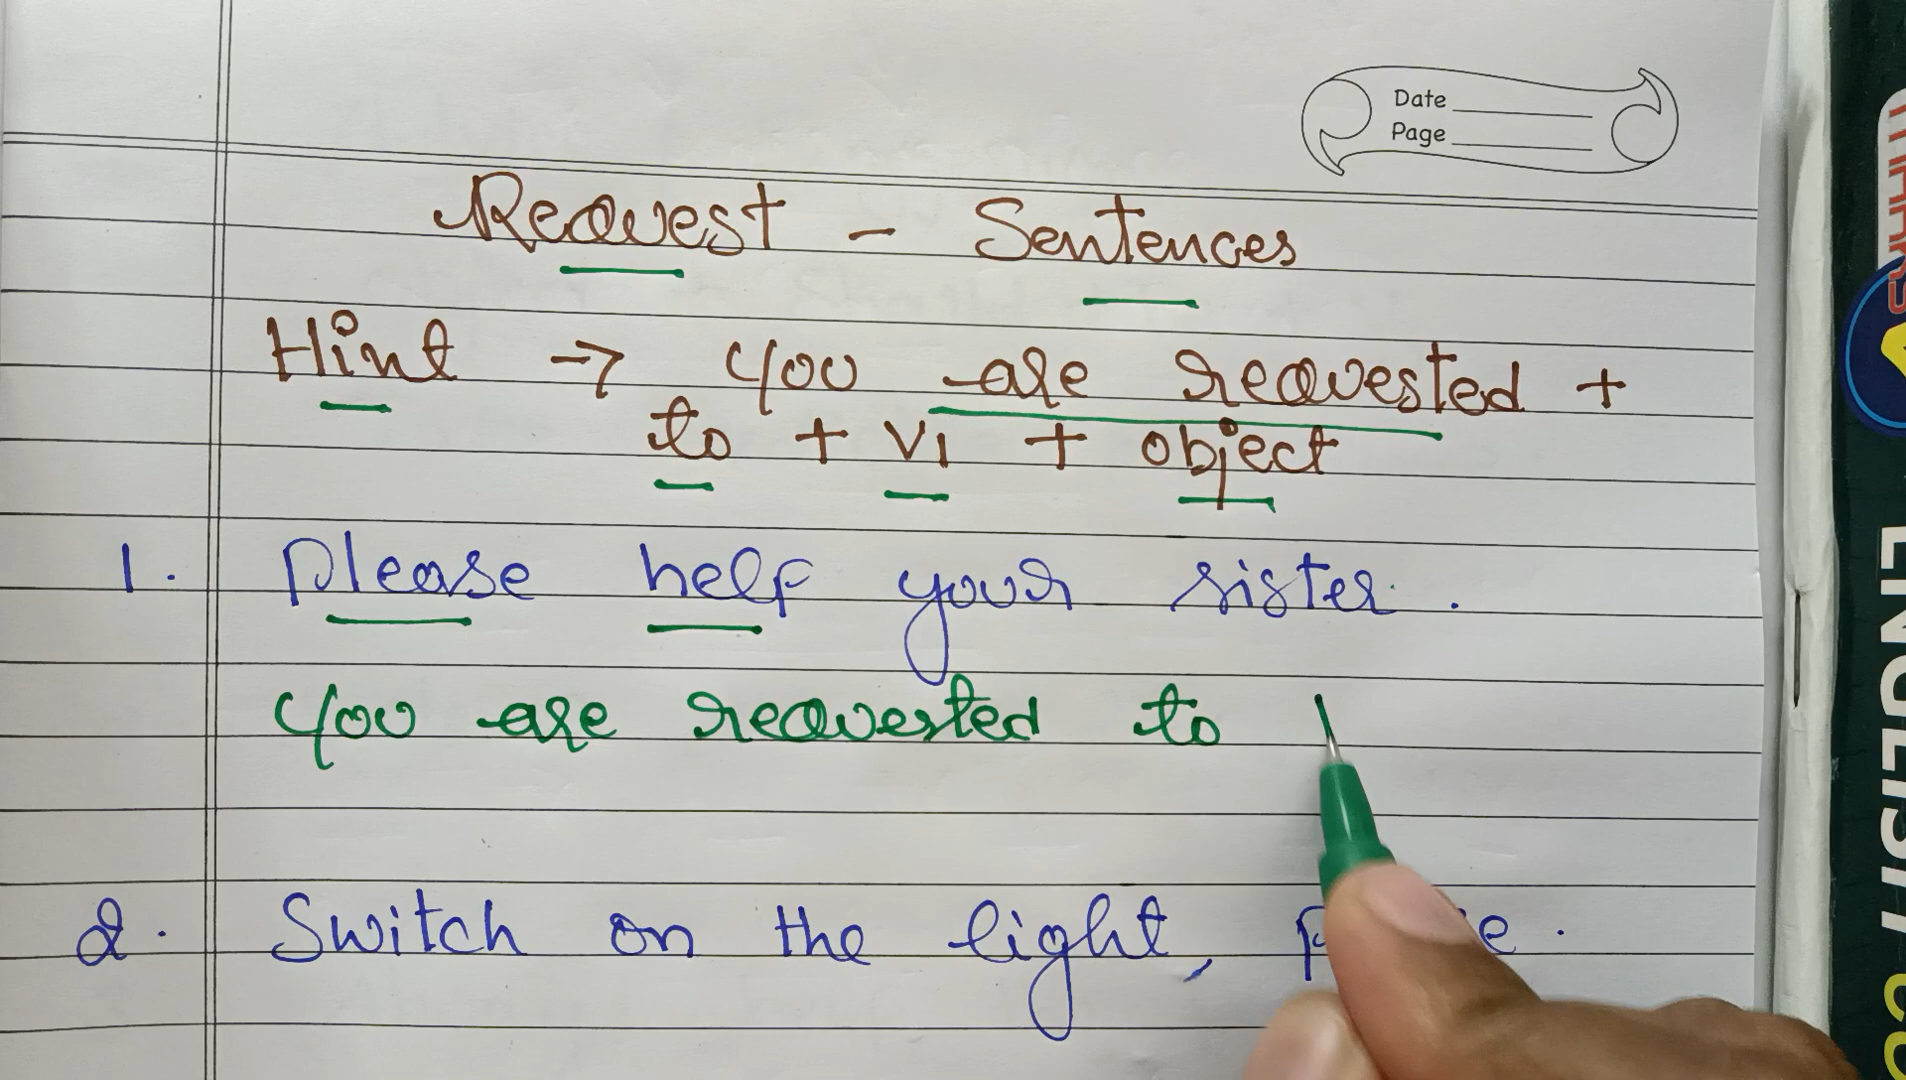 Date
Page
Request - Sentences
Hint → You are requested +
to + V1 + object
1. Please help your sister.
You are requested to
2. Switch on the light,
ENGLISH